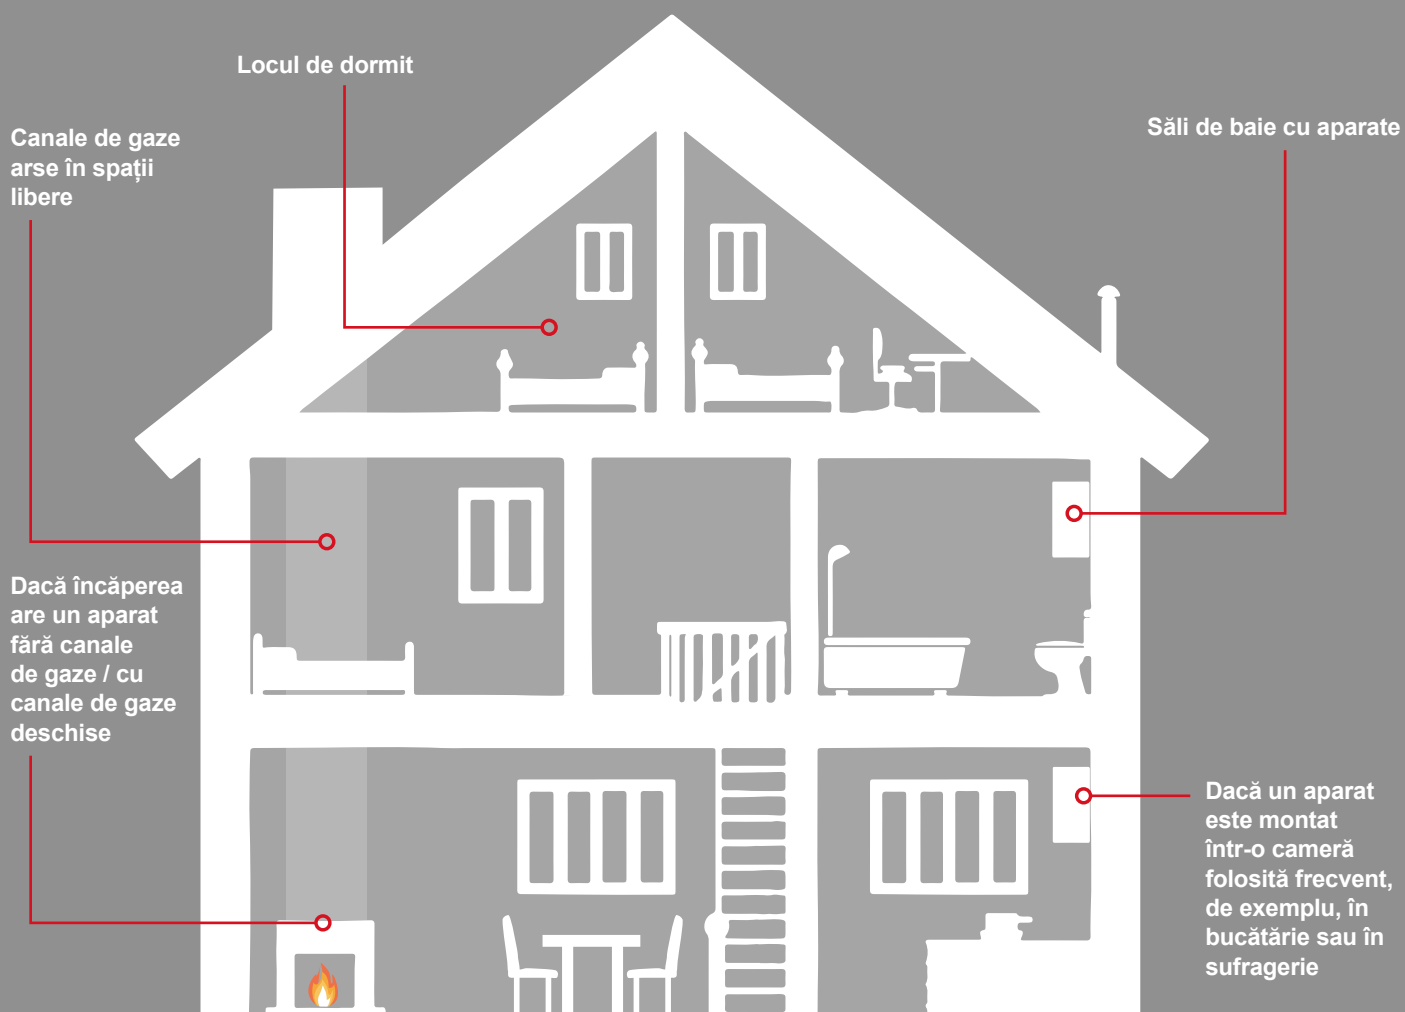 Locul de dormit
Canale de gaze
arse în spații
libere
Săli de baie cu aparate
Dacă încăperea
are un aparat
fără canale
de gaze / cu
canale de gaze
deschise
Dacă un aparat
este montat
într-o cameră
folosită frecvent,
de exemplu, în
bucătărie sau în
sufragerie